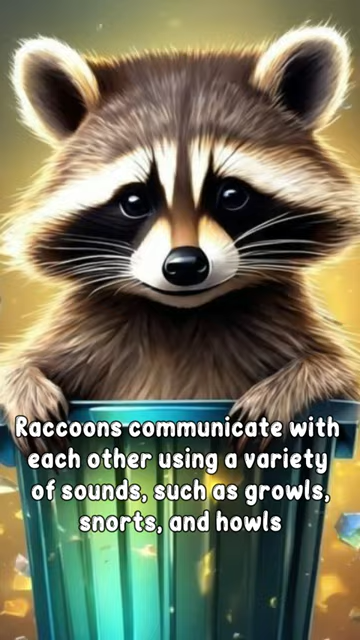 Raccoons communicate with
each other using a variety
of sounds, such as growls,
snorts, and howls